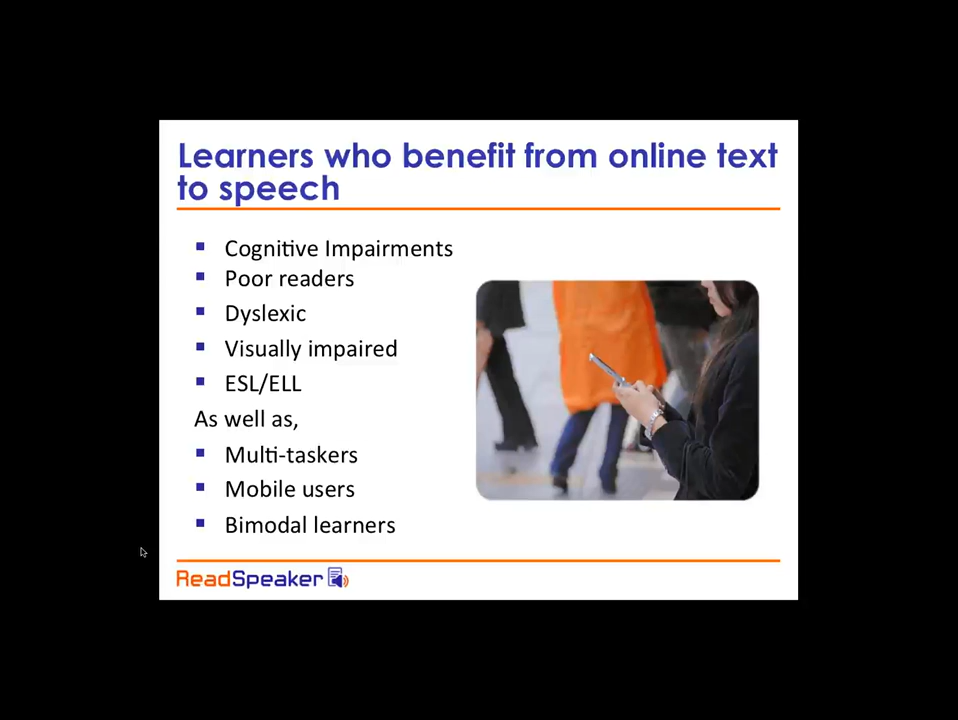 Learners who benefit from online text
to speech
Cognitive Impairments
Poor readers
Dyslexic
Visually impaired
ESL/ELL
As well as,
Multi-taskers
Mobile users
Bimodal learners
ReadSpeaker